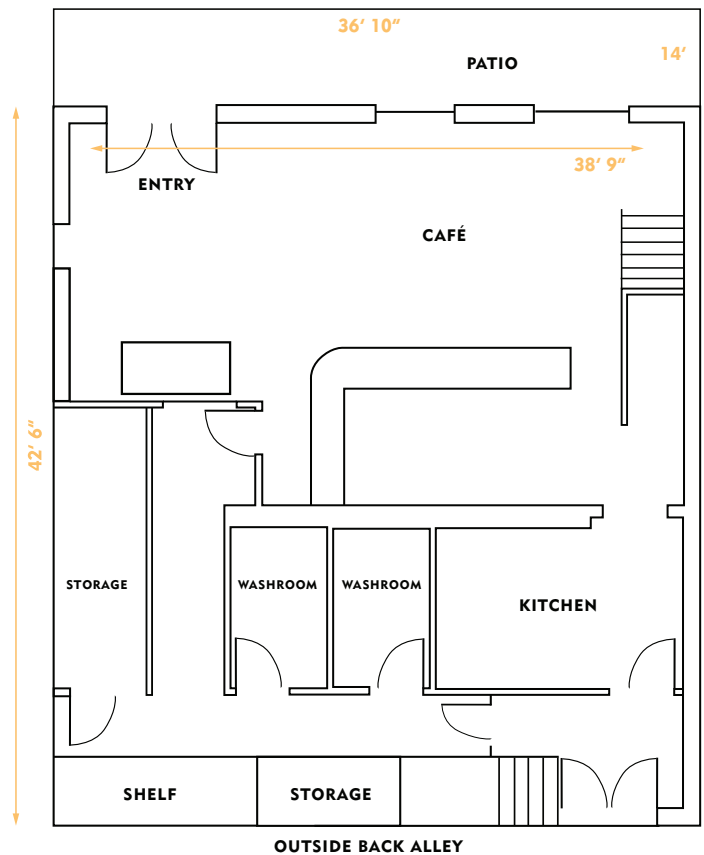 36’ 10”
14’
PATIO
38’ 9”
ENTRY
CAFÉ
42’ 6”
STORAGE
WASHROOM
WASHROOM
KITCHEN
SHELF
STORAGE
OUTSIDE BACK ALLEY